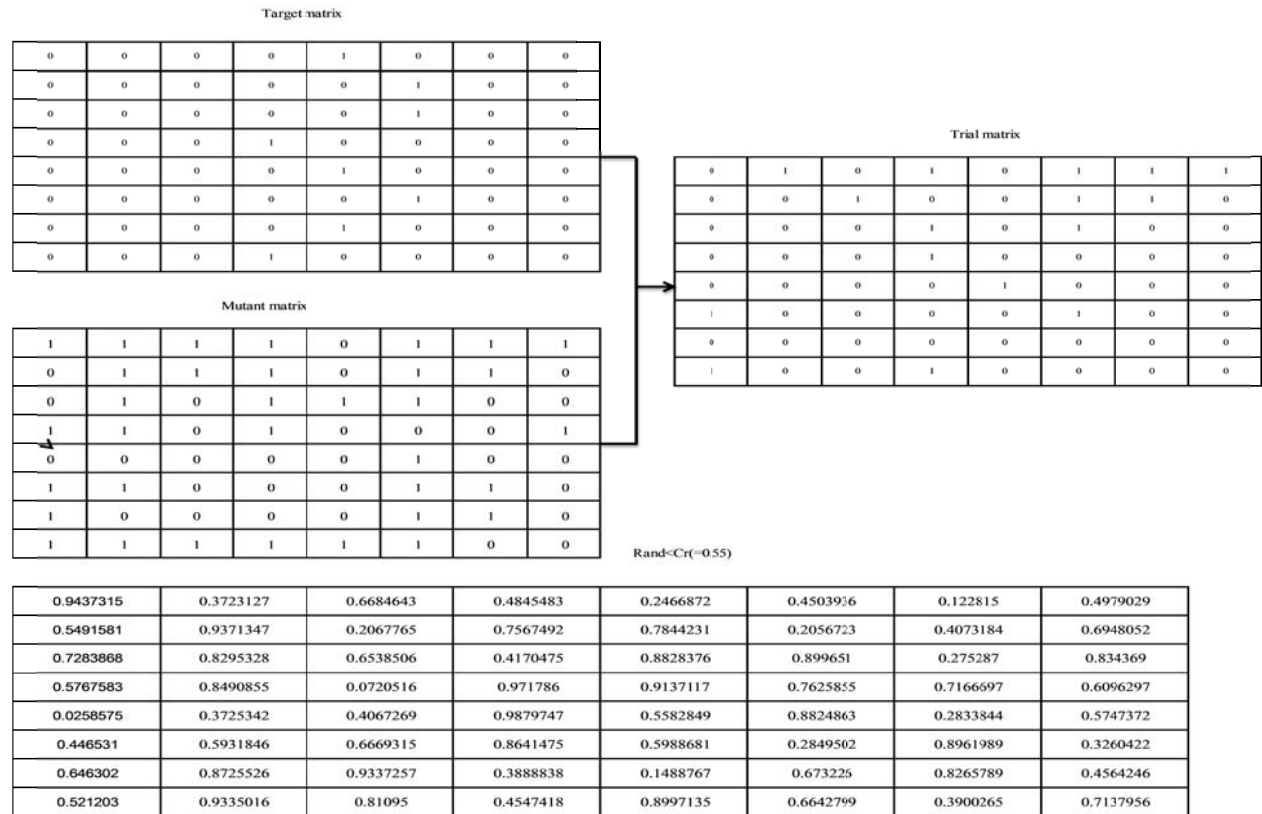 Target matrix
0 0 0 0 1 0 0 0
0 0 0 0 0 1 0 0
0 0 0 0 0 1 0 0
0 0 0 1 0 0 0 0
0 0 0 0 1 0 0 0
0 0 0 0 0 1 0 0
0 0 0 0 1 0 0 0
0 0 0 1 0 0 0 0
Mutant matrix
1 1 1 1 0 1 1 1
0 1 1 1 0 1 1 0
0 1 0 1 1 1 0 0
1 1 0 1 0 0 0 1
0 0 0 0 0 1 0 0
1 1 0 0 0 1 1 0
1 0 0 0 0 1 1 0
1 1 1 1 1 1 0 0
Trial matrix
0 1 0 1 0 1 1 1
0 0 1 0 0 1 1 0
0 0 0 1 0 1 0 0
0 0 0 1 0 0 0 0
0 0 0 0 1 0 0 0
1 0 0 0 0 1 0 0
0 0 0 0 0 0 0 0
1 0 0 1 0 0 0 0
Rand<Cr(=0.55)
0.9437315 0.3723127 0.6684643 0.4845483 0.2466872 0.4503936 0.122815 0.4979029
0.5491581 0.9371347 0.2067765 0.7567492 0.7844231 0.2056723 0.4073184 0.6948052
0.7283868 0.8295328 0.6538506 0.4170475 0.8828376 0.899651 0.275287 0.834369
0.5767583 0.8490855 0.0720516 0.971786 0.9137117 0.7625855 0.7166697 0.6096297
0.0258575 0.3725342 0.4067269 0.9879747 0.5582849 0.8824863 0.2833844 0.5747372
0.446531 0.5931846 0.6669315 0.8641475 0.5988681 0.2849502 0.8961989 0.3260422
0.646302 0.8725526 0.9337257 0.3888838 0.1488767 0.673226 0.8265789 0.4564246
0.521203 0.9335016 0.81095 0.4547418 0.8997135 0.6642799 0.3900265 0.7137956